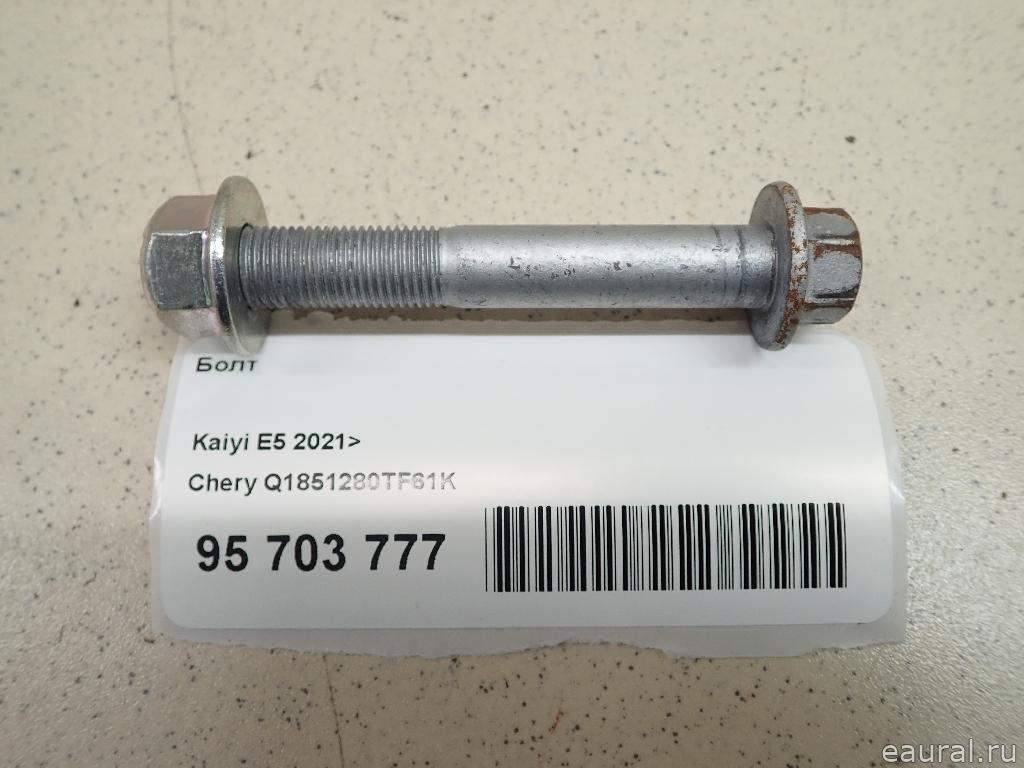 Болт
Kaiyi E5 2021>
Chery Q1851280TF61K
95 703 777
eaural.ru